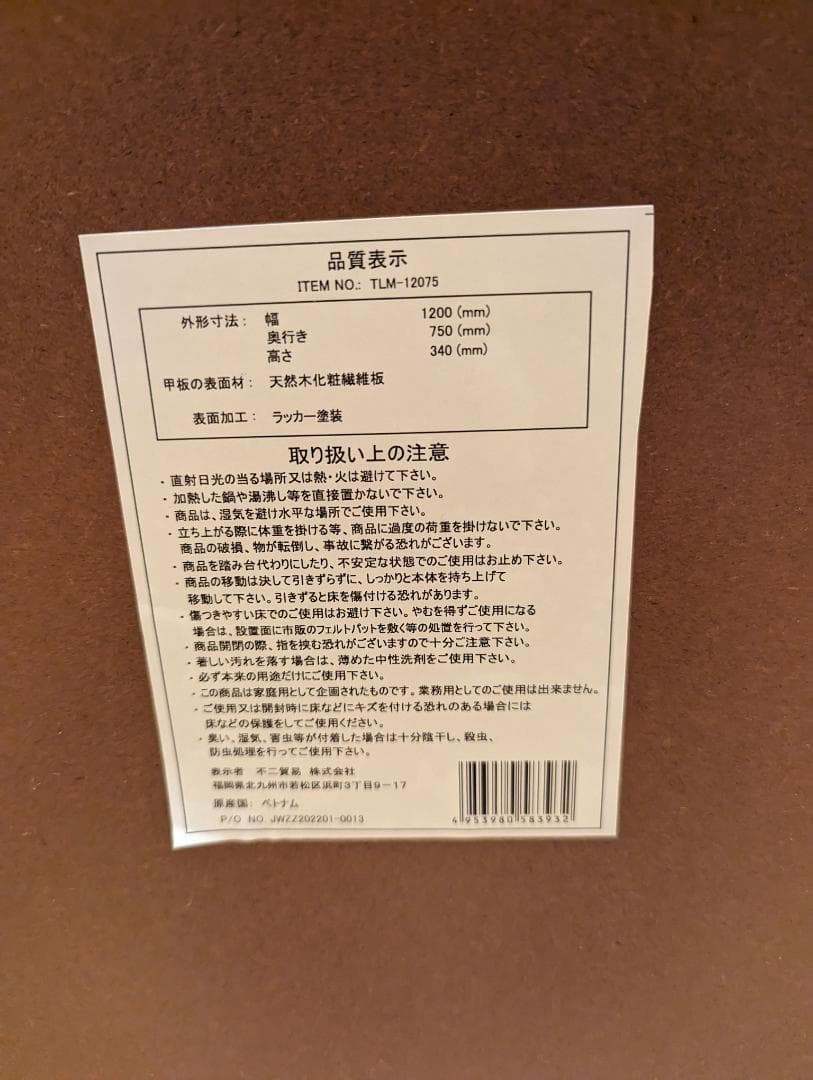 品質表示
ITEM NO.: TLM-12075
外形寸法: 幅 1200(mm)
奥行き 750(mm)
高さ 340(mm)
甲板の表面材: 天然木化粧繊維板
表面加工: ラッカー塗装
取り扱い上の注意
・直射日光の当る場所又は熱・火は避けて下さい。
・加熱した鍋や湯沸し等を直接置かないで下さい。
・商品は、湿気を避け水平な場所でご使用下さい。
・立ち上がる際に体重を掛ける等、商品に過度の荷重を掛けないで下さい。
商品の破損、物が転倒し、事故に繋がる恐れがございます。
・商品を踏み台代わりにしたり、不安定な状態でのご使用はお止め下さい。
・商品の移動は決して引きずらずに、しっかりと本体を持ち上げて
移動して下さい。引きずると床を傷付ける恐れがあります。
・傷つきやすい床でのご使用はお避け下さい。やむを得ずご使用になる
場合は、設置面に市販のフェルトパットを敷く等の処置を行って下さい。
・商品開閉の際、指を挟む恐れがございますので十分ご注意下さい。
・著しい汚れを落す場合は、薄めた中性洗剤をご使用下さい。
・必ず本来の用途だけにご使用下さい。
・この商品は家庭用として企画されたものです。業務用としてのご使用は出来ません。
・ご使用又は開封時に床などにキズを付ける恐れのある場合には
床などの保護をしてご使用ください。
・臭い、湿気、害虫等が付着した場合は十分陰干し、殺虫、
防虫処理を行ってご使用下さい。
表示者 不二貿易 株式会社
福岡県北九州市若松区浜町3丁目9-17
原産国: ベトナム
P/O NO JWZZ202201-0013
4 953980 583932